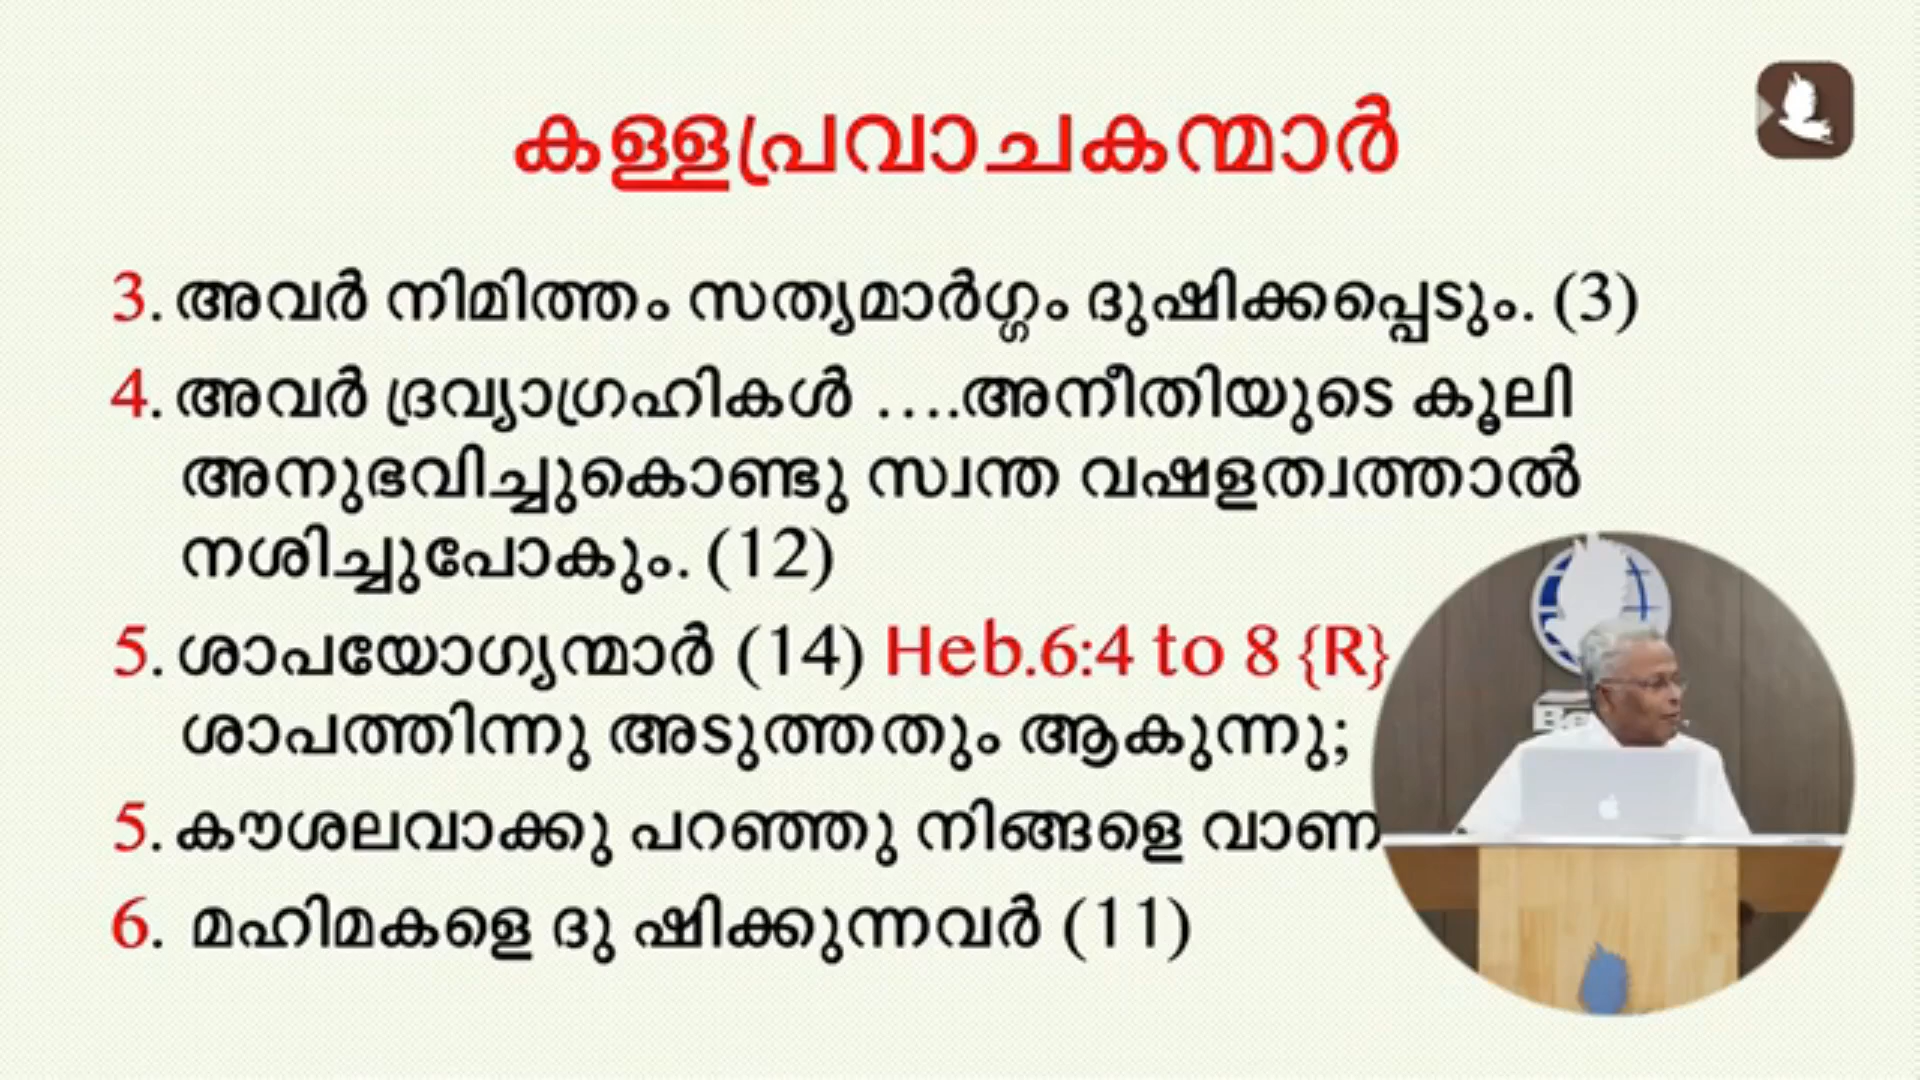 കള്ളപ്രവാചകന്മാർ
3. അവർ നിമിത്തം സത്യമാർഗ്ഗം ദുഷിക്കപ്പെടും. (3)
4. അവർ ദ്രവ്യാഗ്രഹികൾ ....അനീതിയുടെ കൂലി
അനുഭവിച്ചുകൊണ്ടു സ്വന്ത വഷളത്വത്താൽ
നശിച്ചുപോകും. (12)
5. ശാപയോഗ്യന്മാർ (14) Heb.6:4 to 8 {R}
ശാപത്തിന്നു അടുത്തതും ആകുന്നു;
5. കൗശലവാക്കു പറഞ്ഞു നിങ്ങളെ വാണ
6. മഹിമകളെ ദു ഷിക്കുന്നവർ (11)